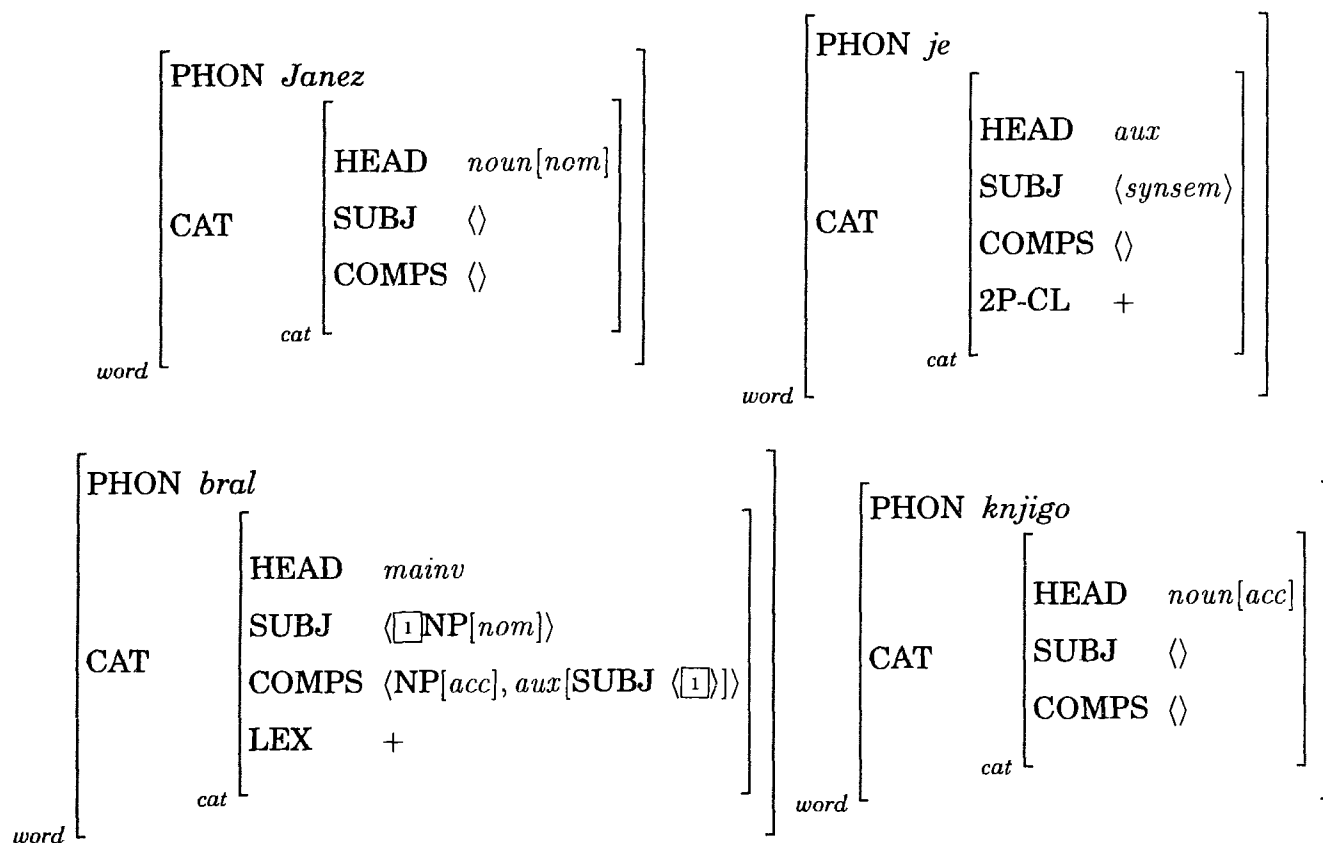 PHON Janez
CAT
HEAD noun[nom]
SUBJ ⟨⟩
COMPS ⟨⟩
cat
word
PHON je
CAT
HEAD aux
SUBJ ⟨synsem⟩
COMPS ⟨⟩
2P-CL +
cat
word
PHON bral
CAT
HEAD mainv
SUBJ ⟨[1]NP[nom]⟩
COMPS ⟨NP[acc], aux[SUBJ ⟨[1]⟩]⟩
LEX +
cat
word
PHON knjigo
CAT
HEAD noun[acc]
SUBJ ⟨⟩
COMPS ⟨⟩
cat
word